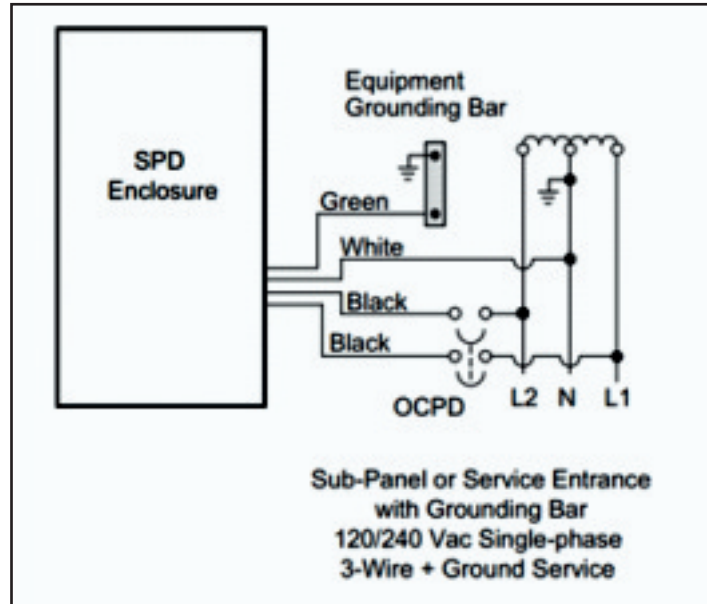 SPD
Enclosure
Equipment
Grounding Bar
Green
White
Black
Black
OCPD
L2 N L1
Sub-Panel or Service Entrance
with Grounding Bar
120/240 Vac Single-phase
3-Wire + Ground Service